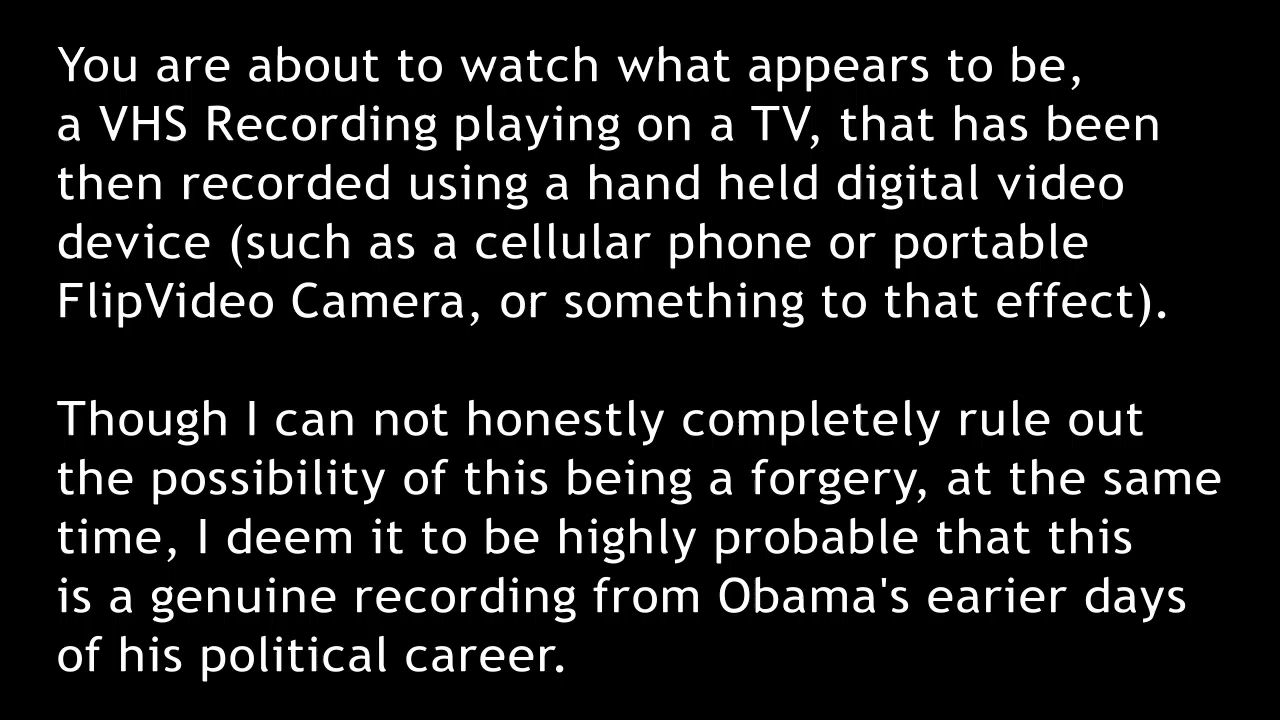 You are about to watch what appears to be,
a VHS Recording playing on a TV, that has been
then recorded using a hand held digital video
device (such as a cellular phone or portable
FlipVideo Camera, or something to that effect).
Though I can not honestly completely rule out
the possibility of this being a forgery, at the same
time, I deem it to be highly probable that this
is a genuine recording from Obama's earier days
of his political career.